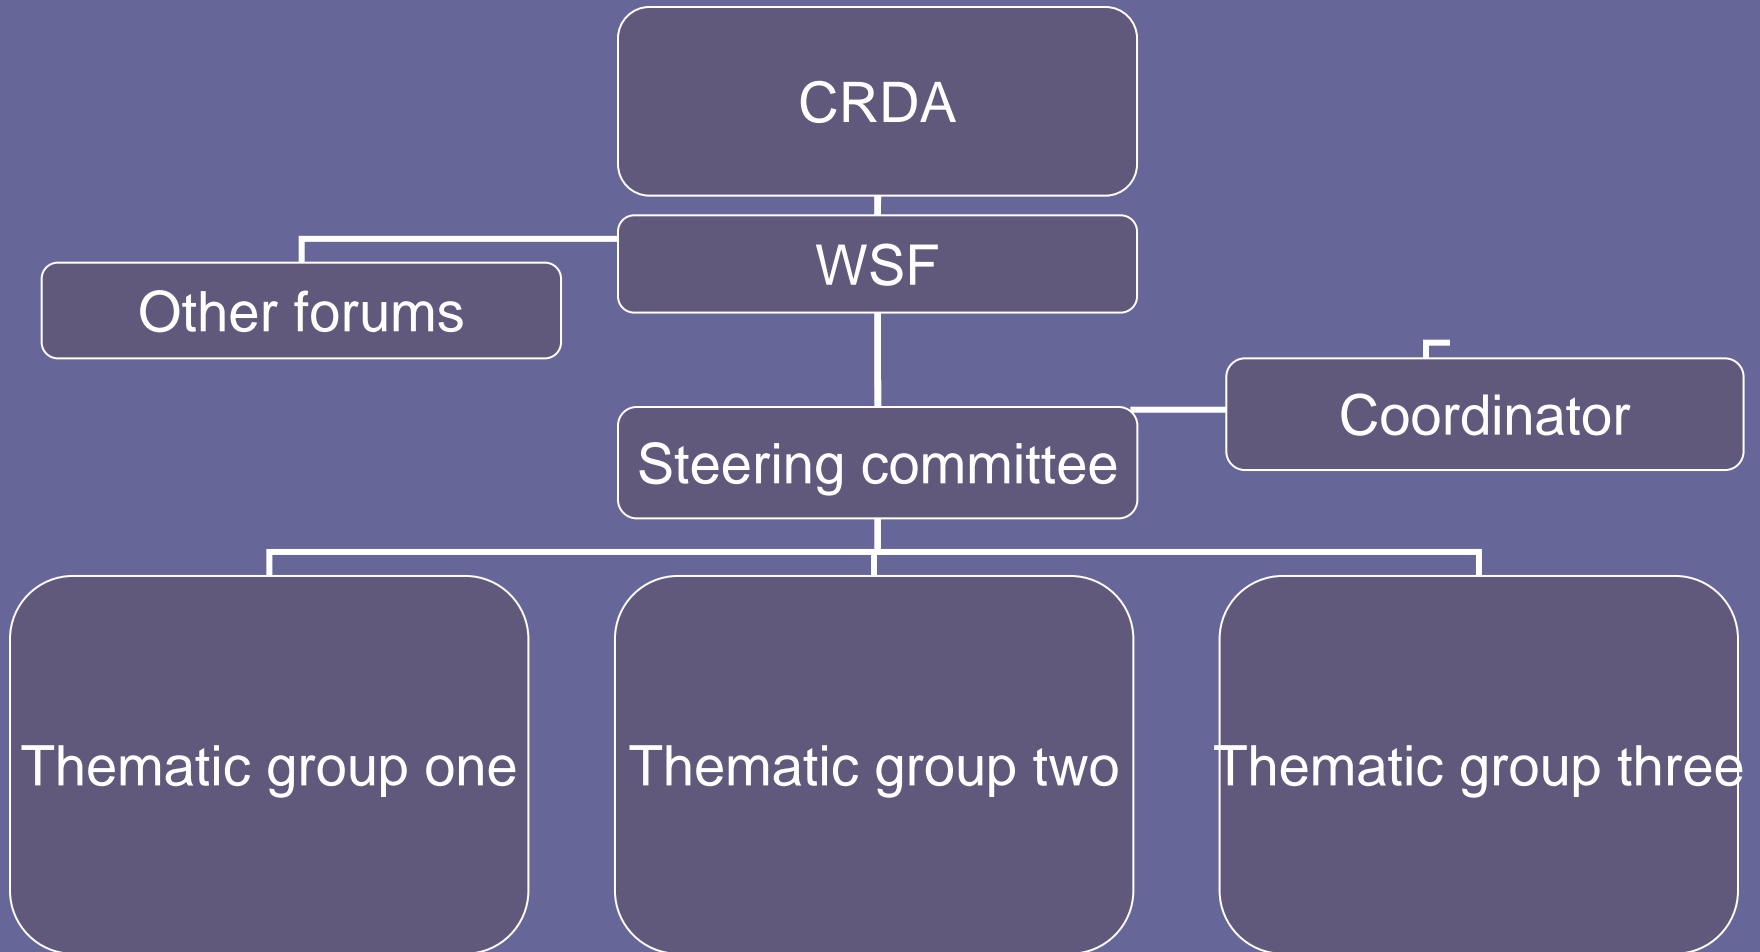 CRDA
WSF
Other forums
Coordinator
Steering committee
Thematic group one
Thematic group two
Thematic group three